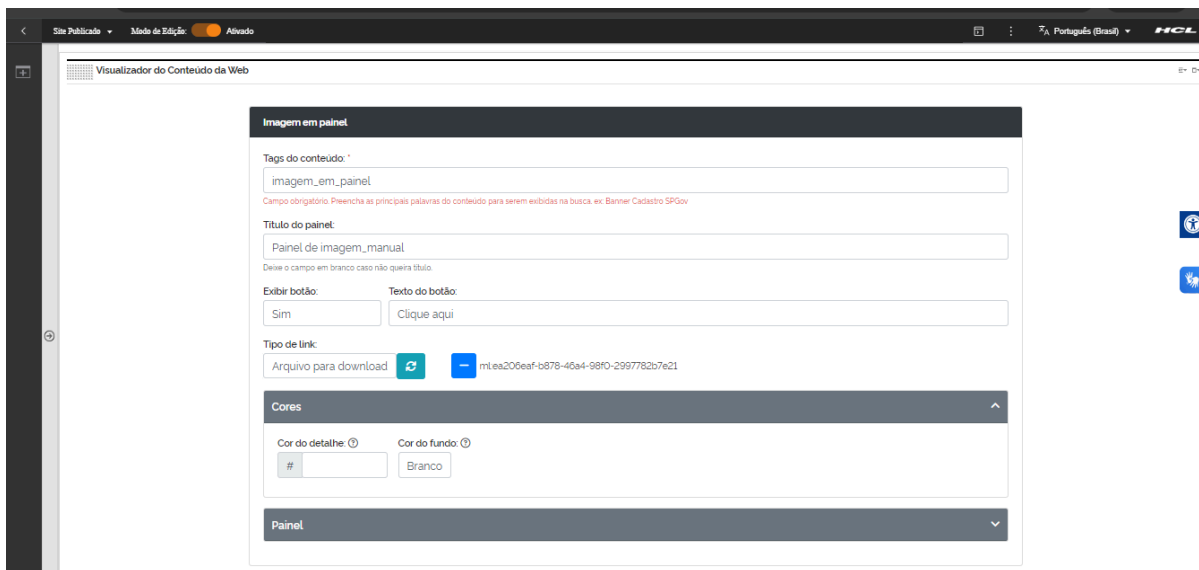 Site Publicado Modo de Edição: Ativado Português (Brasil) HCL
Visualizador do Conteúdo da Web
Imagem em painel
Tags do conteúdo: *
imagem_em_painel
Campo obrigatório. Preencha as principais palavras do conteúdo para serem exibidas na busca. ex: Banner Cadastro SPGov
Título do painel:
Painel de imagem_manual
Deixe o campo em branco caso não queira título.
Exibir botão: Texto do botão:
Sim Clique aqui
Tipo de link:
Arquivo para download ml:ea206eaf-b878-46a4-98f0-2997782b7e21
Cores
Cor do detalhe: Cor do fundo:
# Branco
Painel